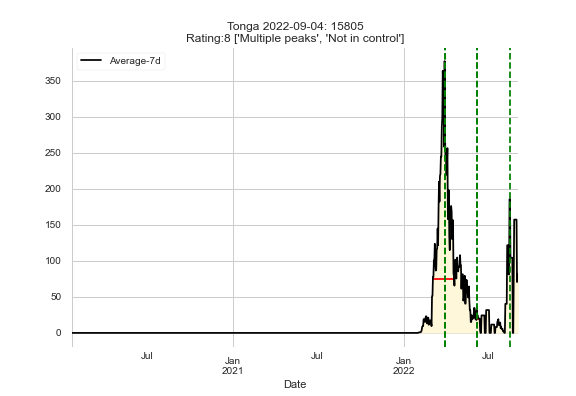 Tonga 2022-09-04: 15805
Rating:8 ['Multiple peaks', 'Not in control']
Average-7d
350
300
250
200
150
100
50
0
Jul
Jan
2021
Jul
Jan
2022
Jul
Date